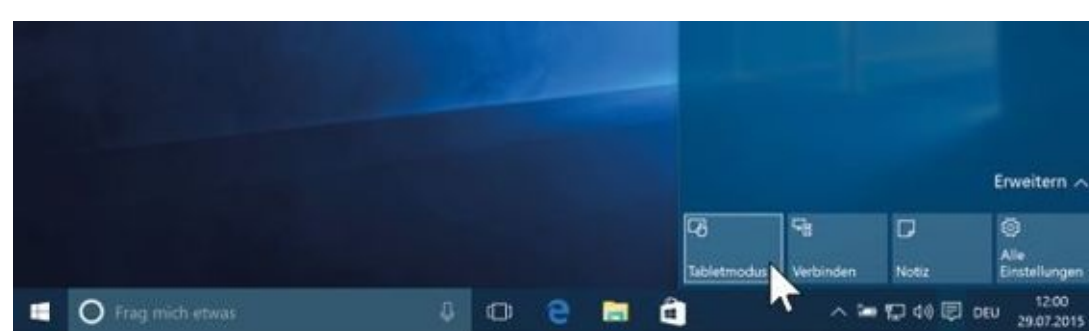 Erweitern
Tabletmodus
Verbinden
Notiz
Alle
Einstellungen
Frag mich etwas
DEU
12:00
29.07.2015